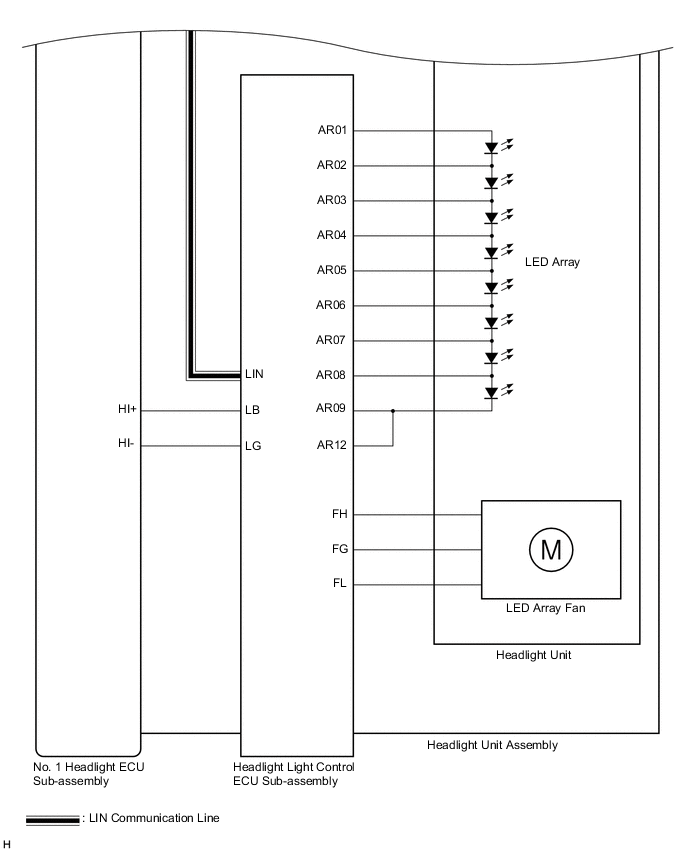 AR01
AR02
AR03
AR04
AR05
LED Array
AR06
AR07
LIN
AR08
HI+
LB
AR09
HI-
LG
AR12
FH
FG
M
FL
LED Array Fan
Headlight Unit
Headlight Unit Assembly
No. 1 Headlight ECU
Sub-assembly
Headlight Light Control
ECU Sub-assembly
: LIN Communication Line
H